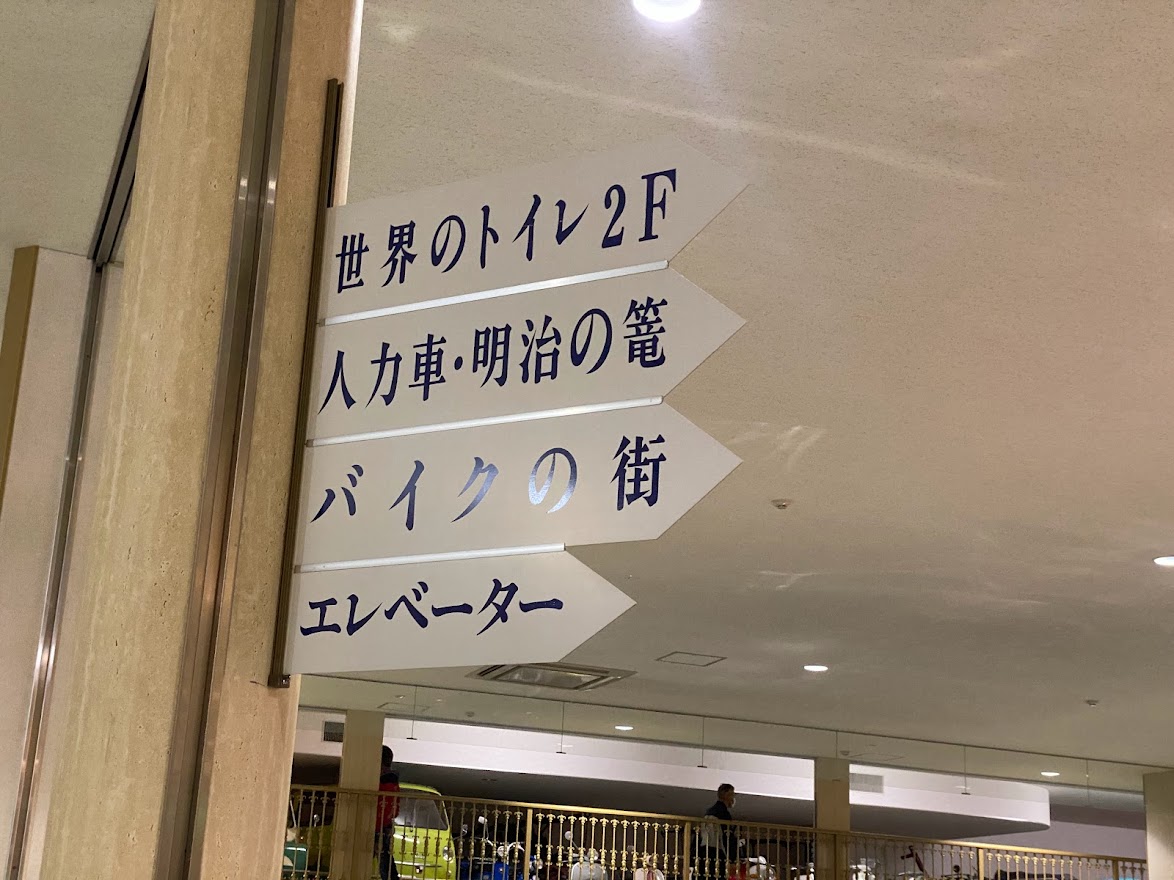 世界のトイレ2F
人力車・明治の篭
バイクの街
エレベーター